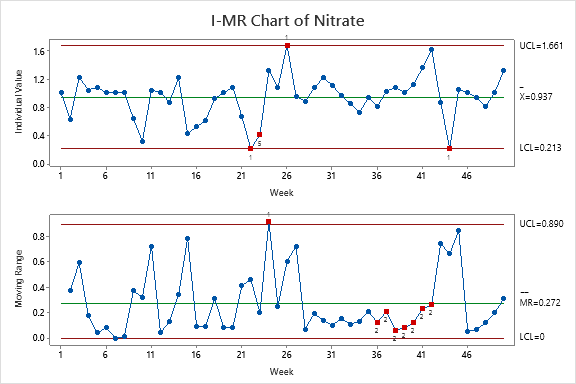 I-MR Chart of Nitrate
UCL=1.661
1
1.6
1.2
Individual Value
_
X=0.937
0.8
0.4
5
1
1
LCL=0.213
0.0
1 6 11 16 21 26 31 36 41 46
Week
1
UCL=0.890
0.8
0.6
Moving Range
0.4
__
MR=0.272
0.2
2 2 2 2 2 2 2
0.0
LCL=0
1 6 11 16 21 26 31 36 41 46
Week